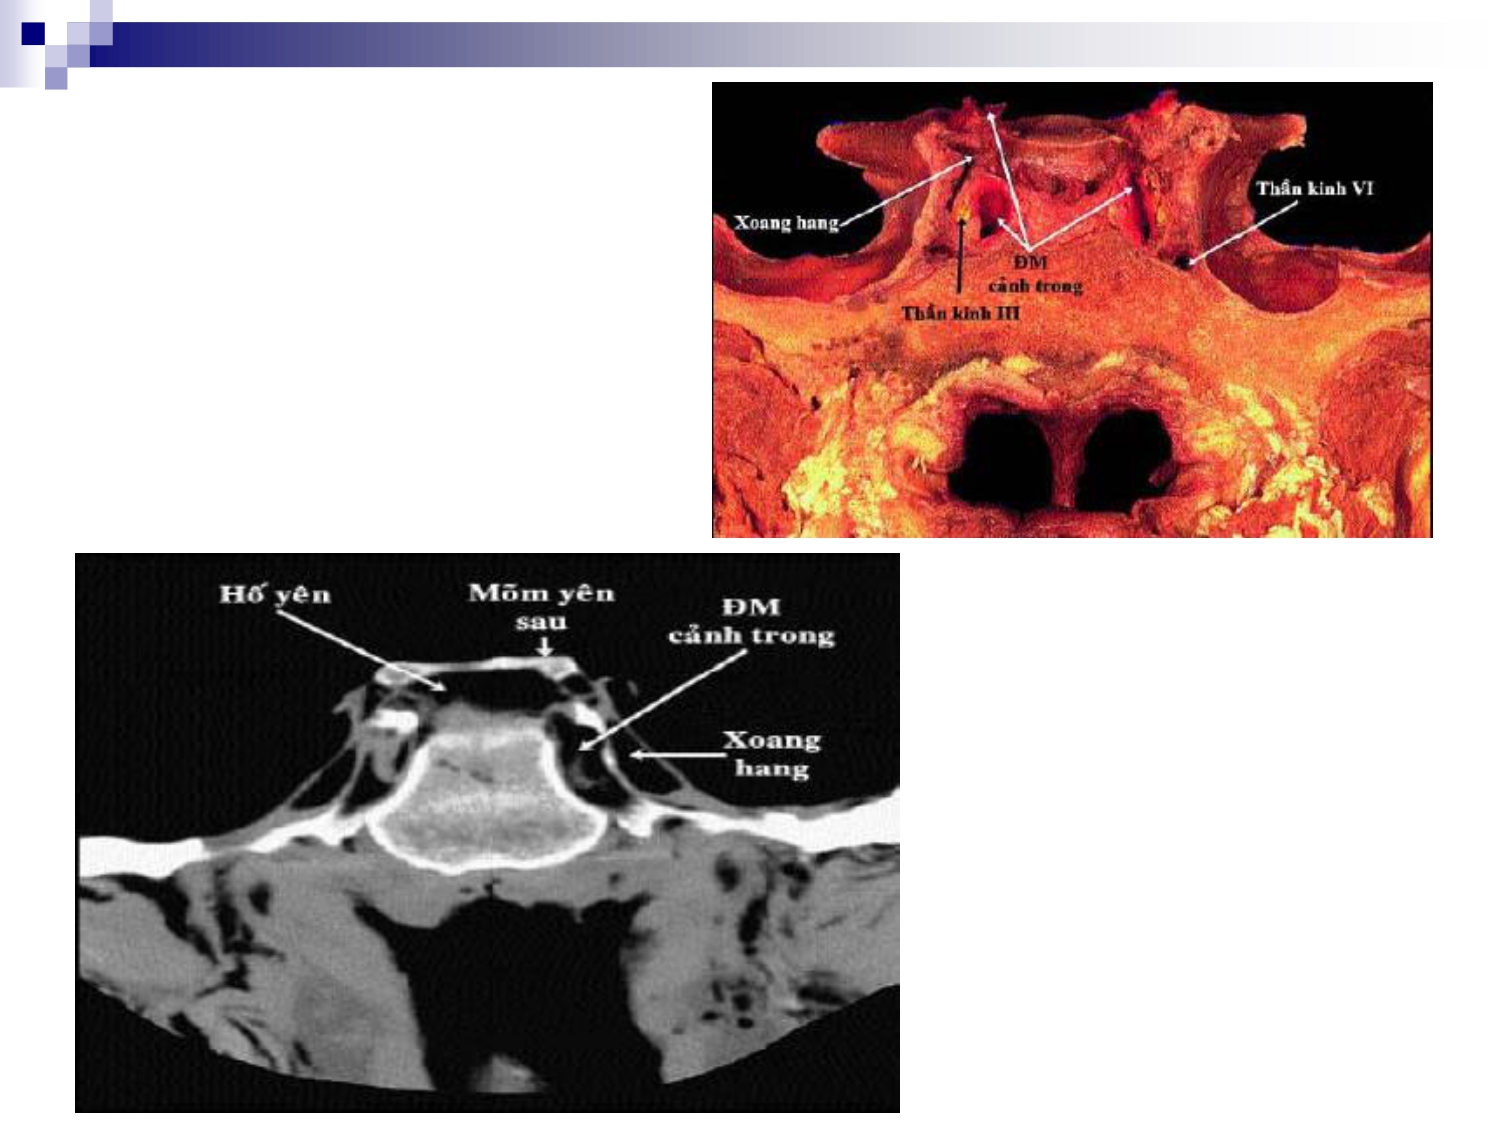 Thần kinh VI
Xoang hang
ĐM
cảnh trong
Thần kinh III
Hố yên
Mõm yên
sau
ĐM
cảnh trong
Xoang
hang